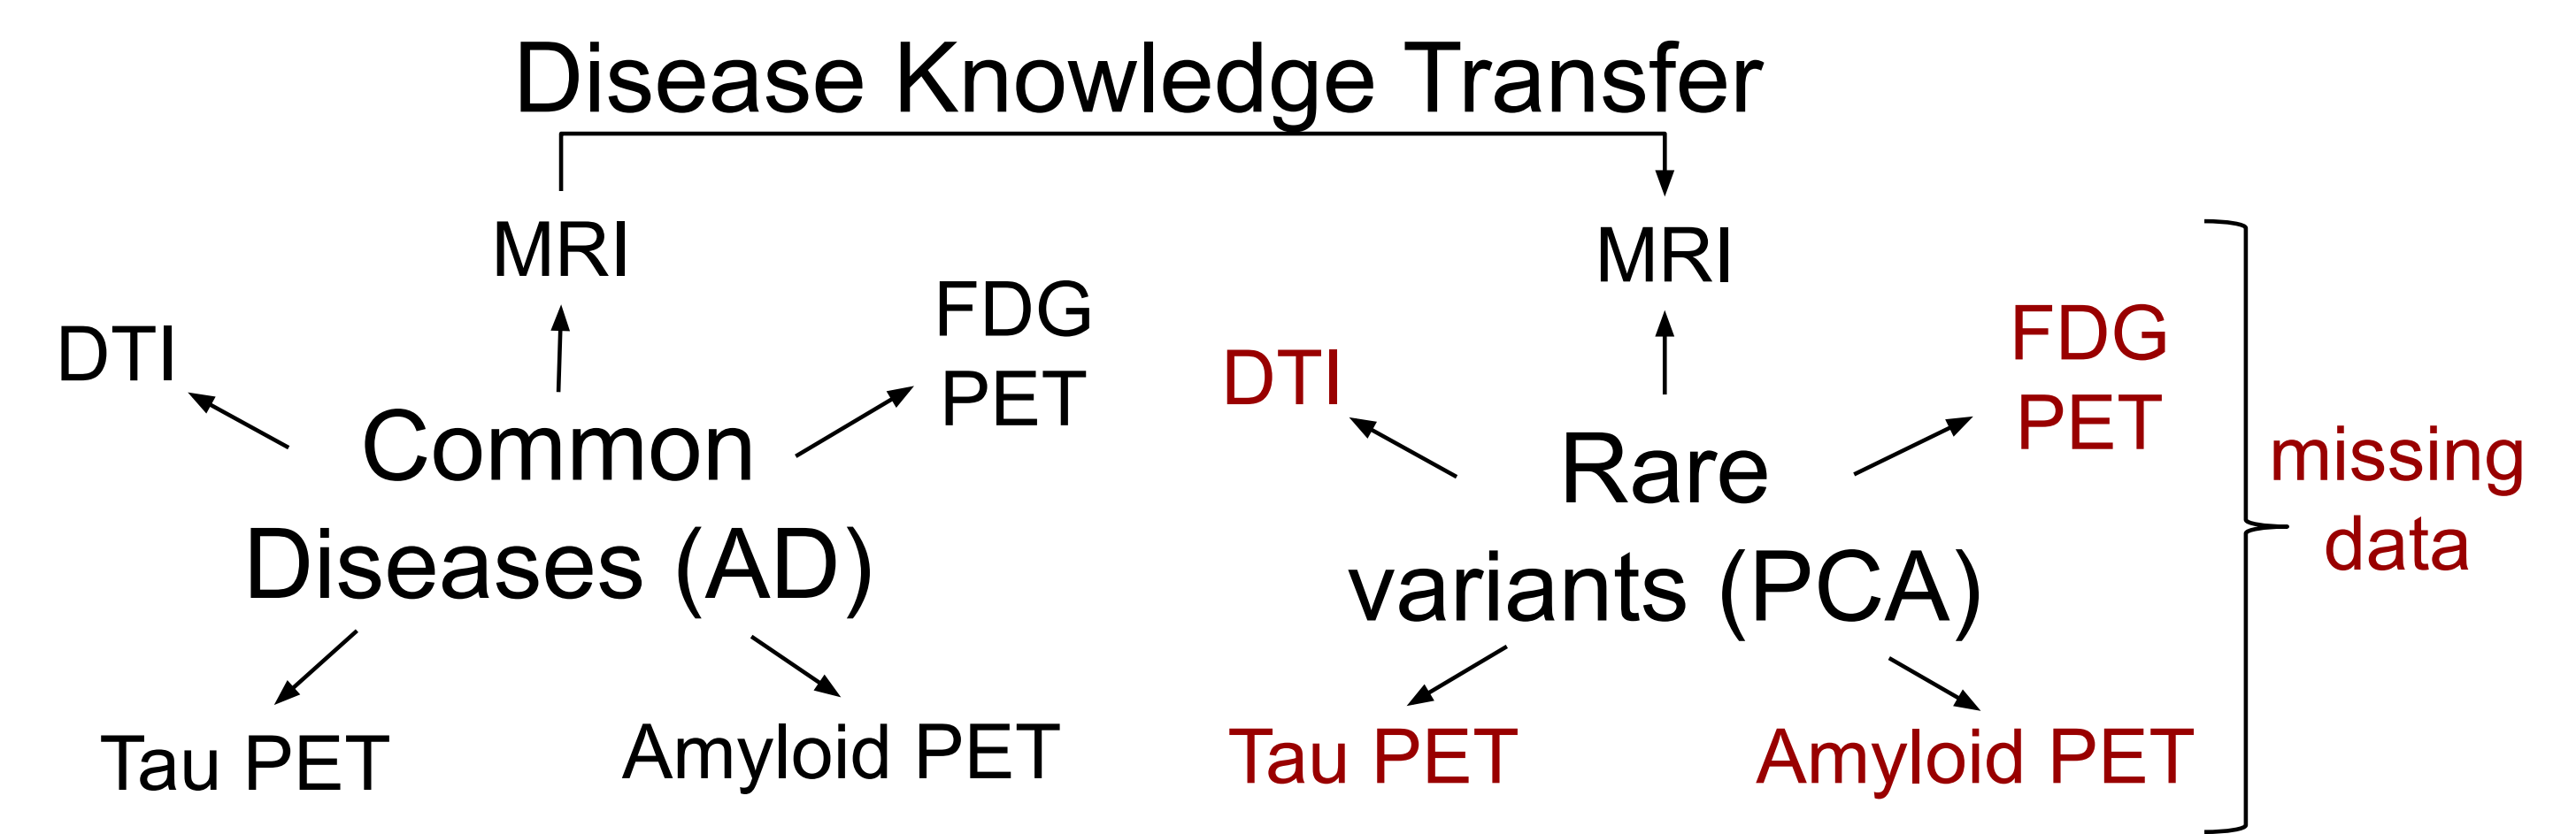 Disease Knowledge Transfer
MRI
DTI
FDG
PET
Common
Diseases (AD)
Tau PET
Amyloid PET
MRI
DTI
FDG
PET
Rare
variants (PCA)
Tau PET
Amyloid PET
missing
data